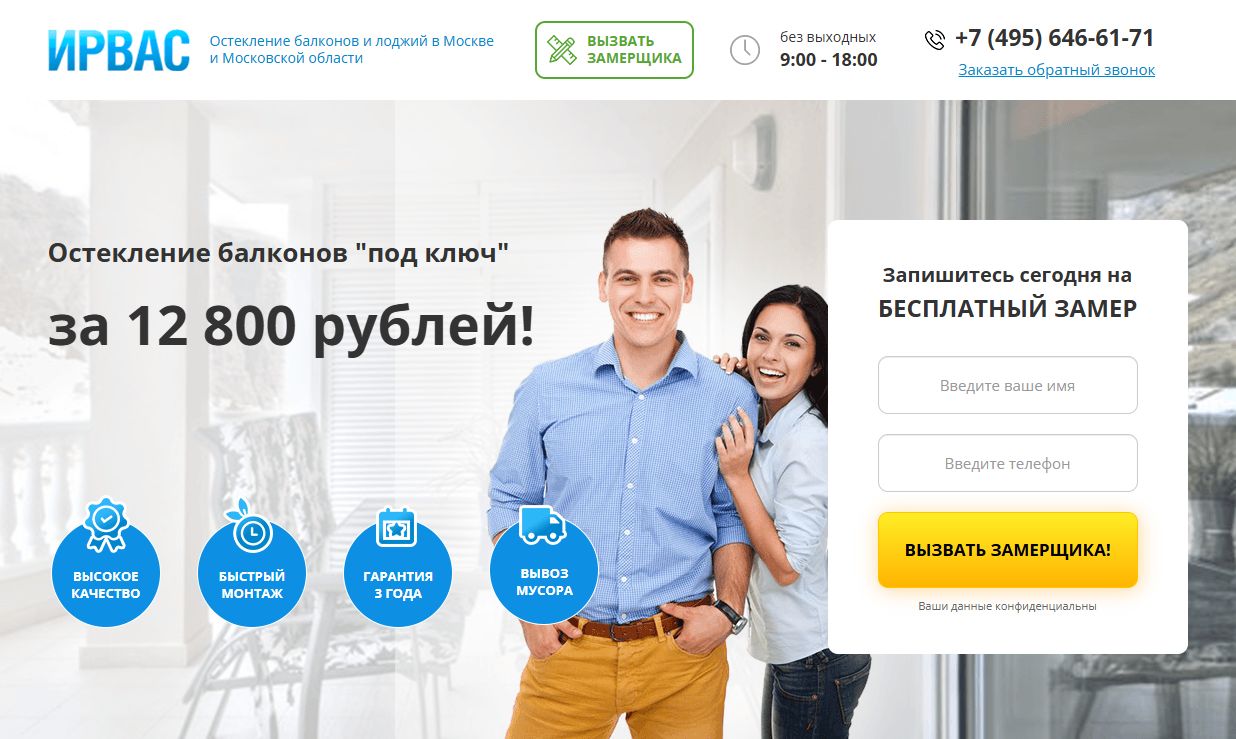 ИРВАС
Остекление балконов и лоджий в Москве
и Московской области
ВЫЗВАТЬ
ЗАМЕРЩИКА
без выходных
9:00 - 18:00
+7 (495) 646-61-71
Заказать обратный звонок
Остекление балконов "под ключ"
за 12 800 рублей!
ВЫСОКОЕ
КАЧЕСТВО
БЫСТРЫЙ
МОНТАЖ
ГАРАНТИЯ
3 ГОДА
ВЫВОЗ
МУСОРА
Запишитесь сегодня на
БЕСПЛАТНЫЙ ЗАМЕР
Введите ваше имя
Введите телефон
ВЫЗВАТЬ ЗАМЕРЩИКА!
Ваши данные конфиденциальны